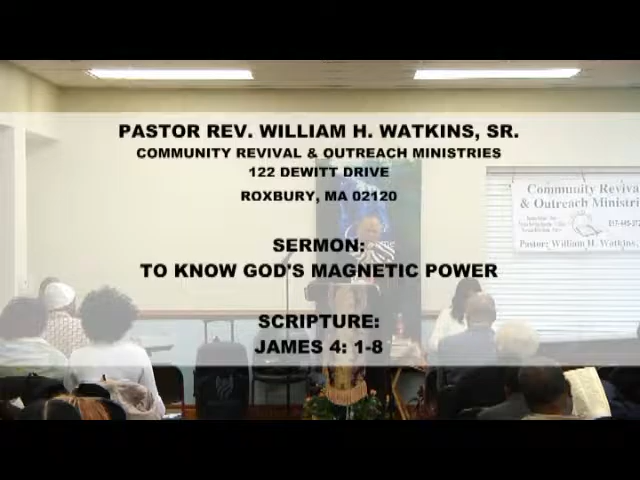 PASTOR REV. WILLIAM H. WATKINS, SR.
COMMUNITY REVIVAL & OUTREACH MINISTRIES
122 DEWITT DRIVE
ROXBURY, MA 02120
SERMON:
TO KNOW GOD'S MAGNETIC POWER
SCRIPTURE:
JAMES 4: 1-8
Community Reviva
& Outreach Ministri
Pastor: William H. Watkins,